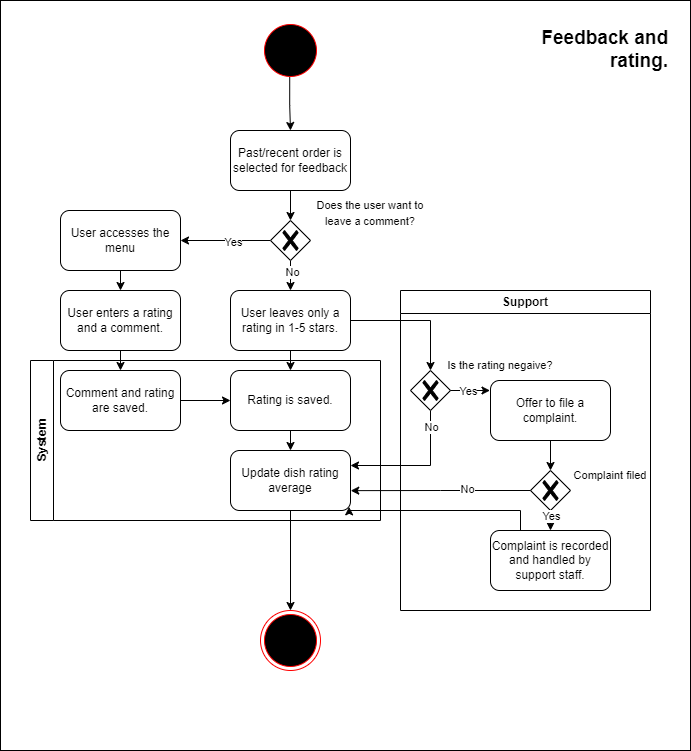 Feedback and
rating.
Past/recent order is
selected for feedback
Does the user want to
leave a comment?
User accesses the
menu
Yes
No
User enters a rating
and a comment.
User leaves only a
rating in 1-5 stars.
Support
Is the rating negaive?
System
Comment and rating
are saved.
Rating is saved.
Yes
Offer to file a
complaint.
No
Update dish rating
average
No
Complaint filed
Yes
Complaint is recorded
and handled by
support staff.